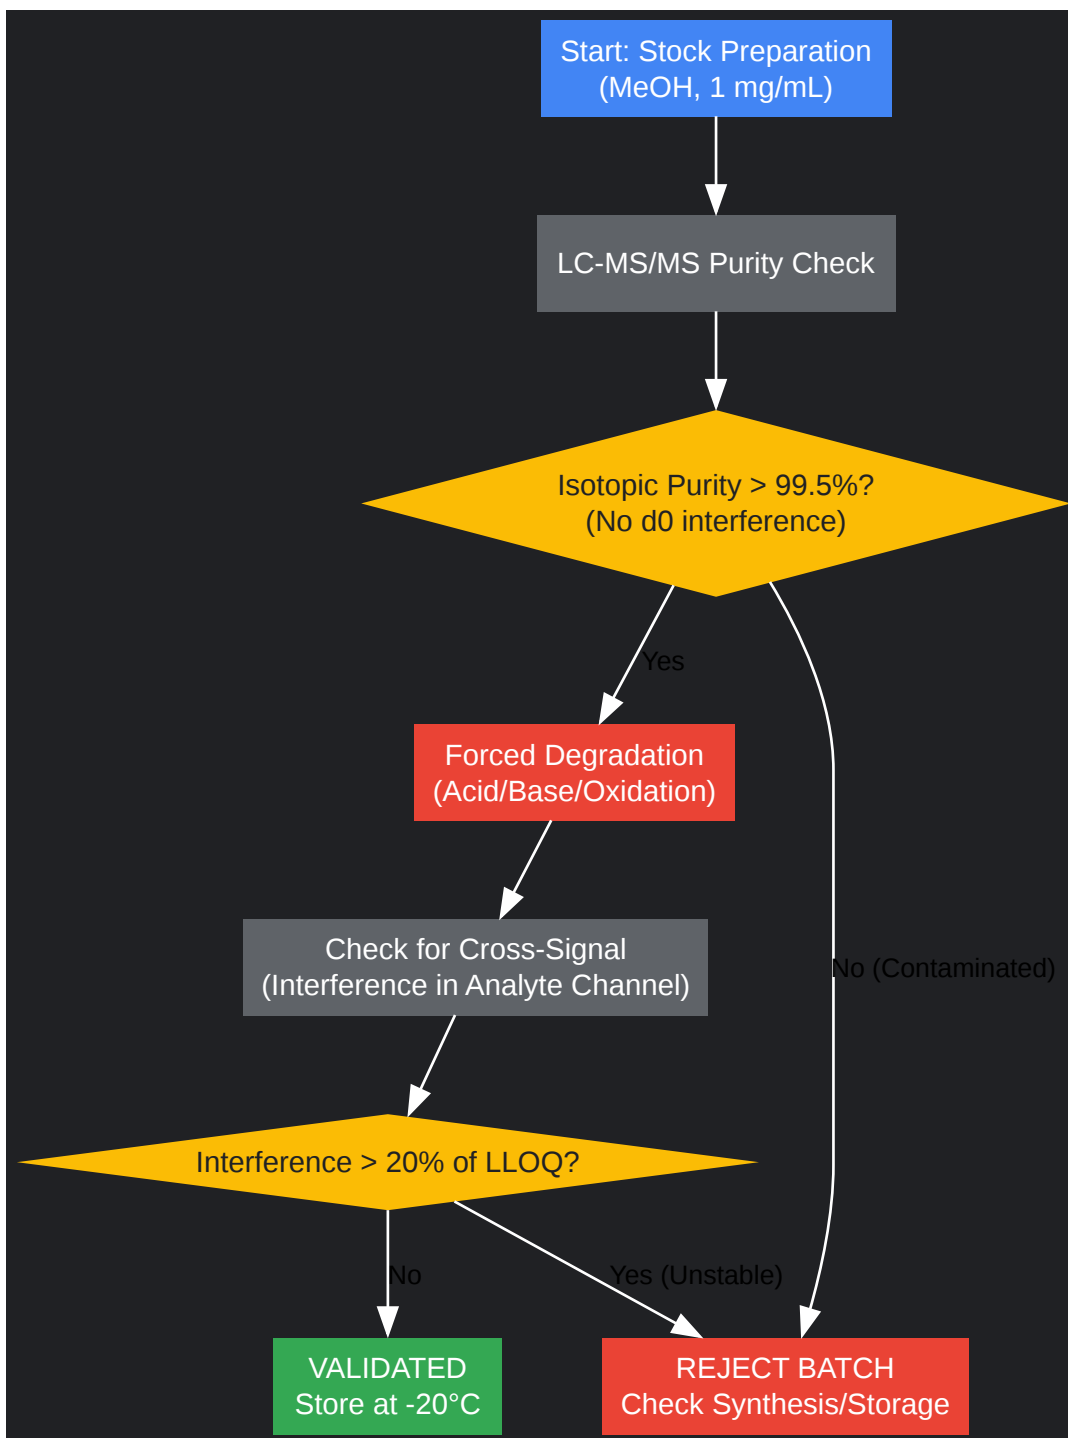 Start: Stock Preparation
(MeOH, 1 mg/mL)
LC-MS/MS Purity Check
Isotopic Purity > 99.5%?
(No d0 interference)
Yes
Forced Degradation
(Acid/Base/Oxidation)
Check for Cross-Signal
(Interference in Analyte Channel)
No (Contaminated)
Interference > 20% of LLOQ?
No
Yes (Unstable)
VALIDATED
Store at -20°C
REJECT BATCH
Check Synthesis/Storage